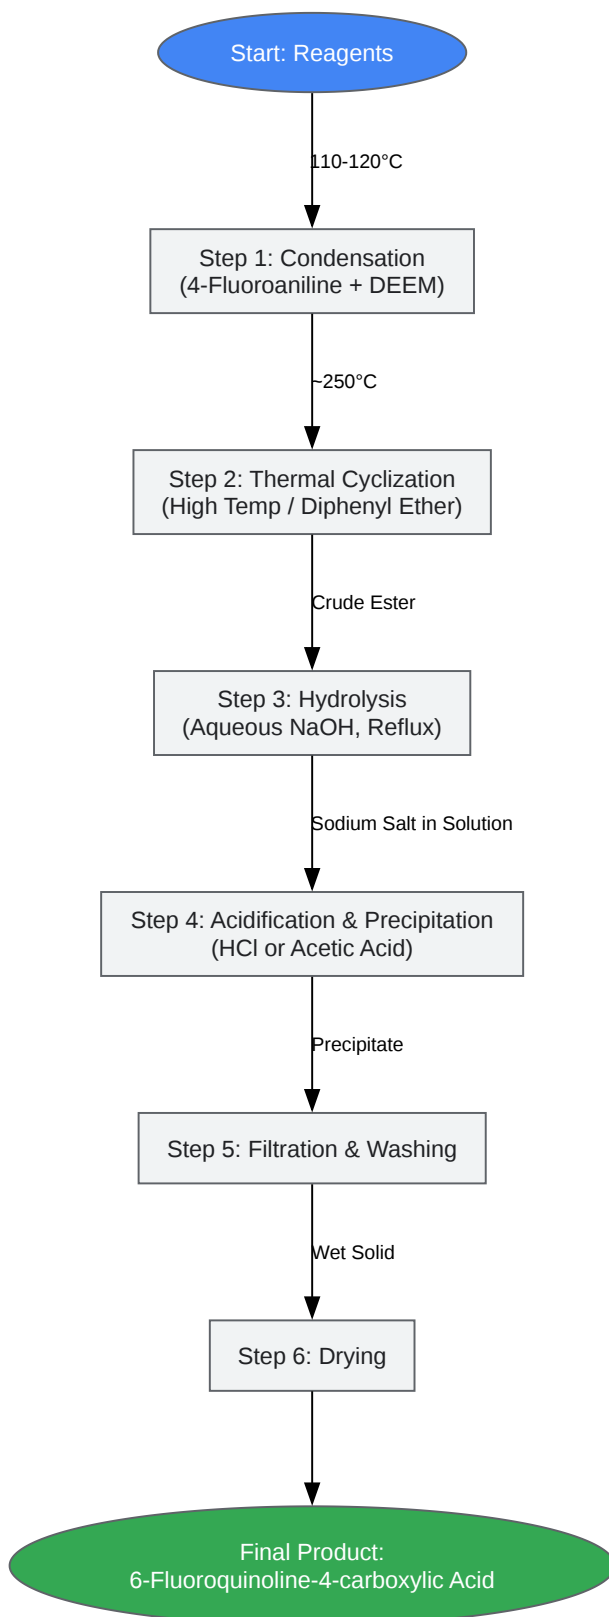 Start: Reagents
110-120°C
Step 1: Condensation
(4-Fluoroaniline + DEEM)
~250°C
Step 2: Thermal Cyclization
(High Temp / Diphenyl Ether)
Crude Ester
Step 3: Hydrolysis
(Aqueous NaOH, Reflux)
Sodium Salt in Solution
Step 4: Acidification & Precipitation
(HCl or Acetic Acid)
Precipitate
Step 5: Filtration & Washing
Wet Solid
Step 6: Drying
Final Product:
6-Fluoroquinoline-4-carboxylic Acid